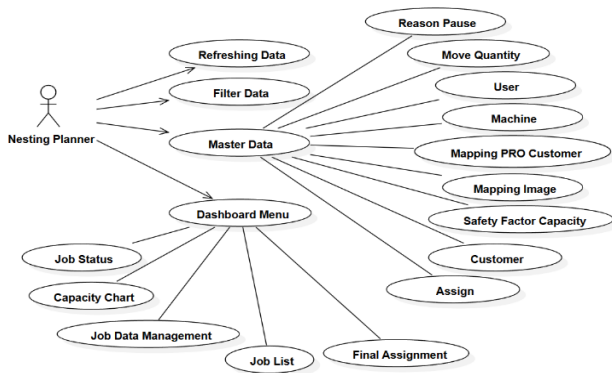 Reason Pause
Refreshing Data
Move Quantity
Filter Data
User
Nesting Planner
Machine
Master Data
Mapping PRO Customer
Mapping Image
Dashboard Menu
Safety Factor Capacity
Job Status
Customer
Capacity Chart
Assign
Job Data Management
Job List
Final Assignment